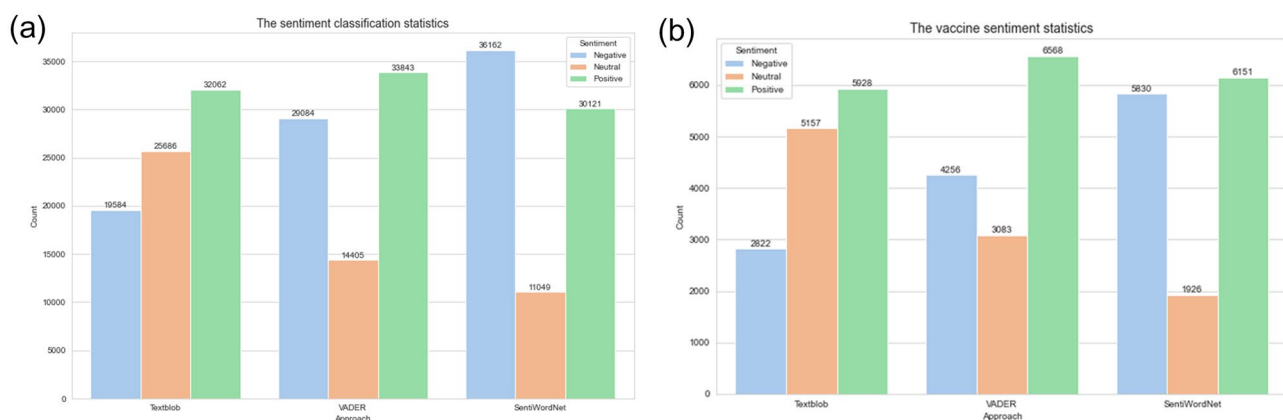 (a)
The sentiment classification statistics
Sentiment
Negative
Neutral
Positive
Count
35000
30000
25000
20000
15000
10000
5000
0
19584
25686
32062
29084
14405
33843
36162
11049
30121
Textblob
VADER
SentiWordNet
Approach
(b)
The vaccine sentiment statistics
Sentiment
Negative
Neutral
Positive
Count
6000
5000
4000
3000
2000
1000
0
2822
5157
5928
4256
3083
6568
5830
1926
6151
Textblob
VADER
SentiWordNet
Approach